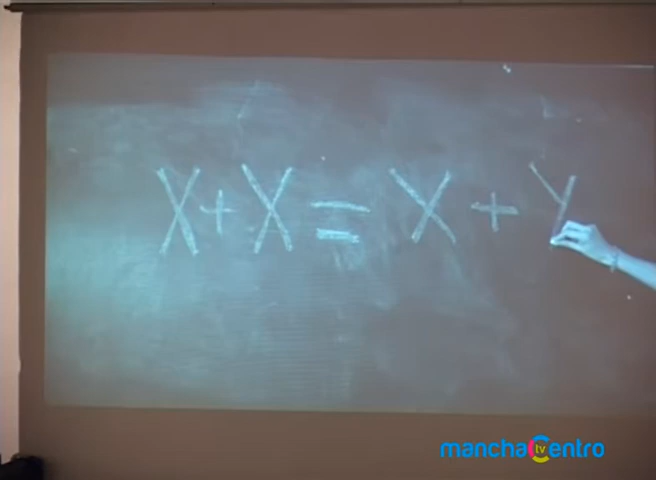 X + X = X + Y
manchacentro tv